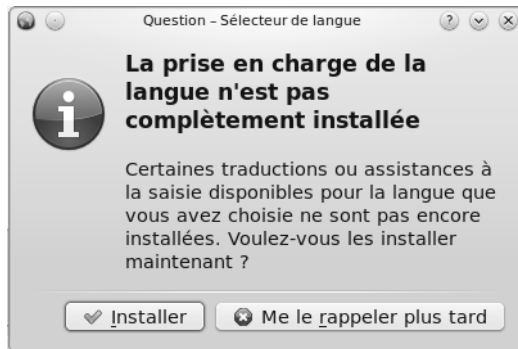 Question – Sélecteur de langue
La prise en charge de la
langue n'est pas
complètement installée
Certaines traductions ou assistances à
la saisie disponibles pour la langue que
vous avez choisie ne sont pas encore
installées. Voulez-vous les installer
maintenant ?
Installer
Me le rappeler plus tard